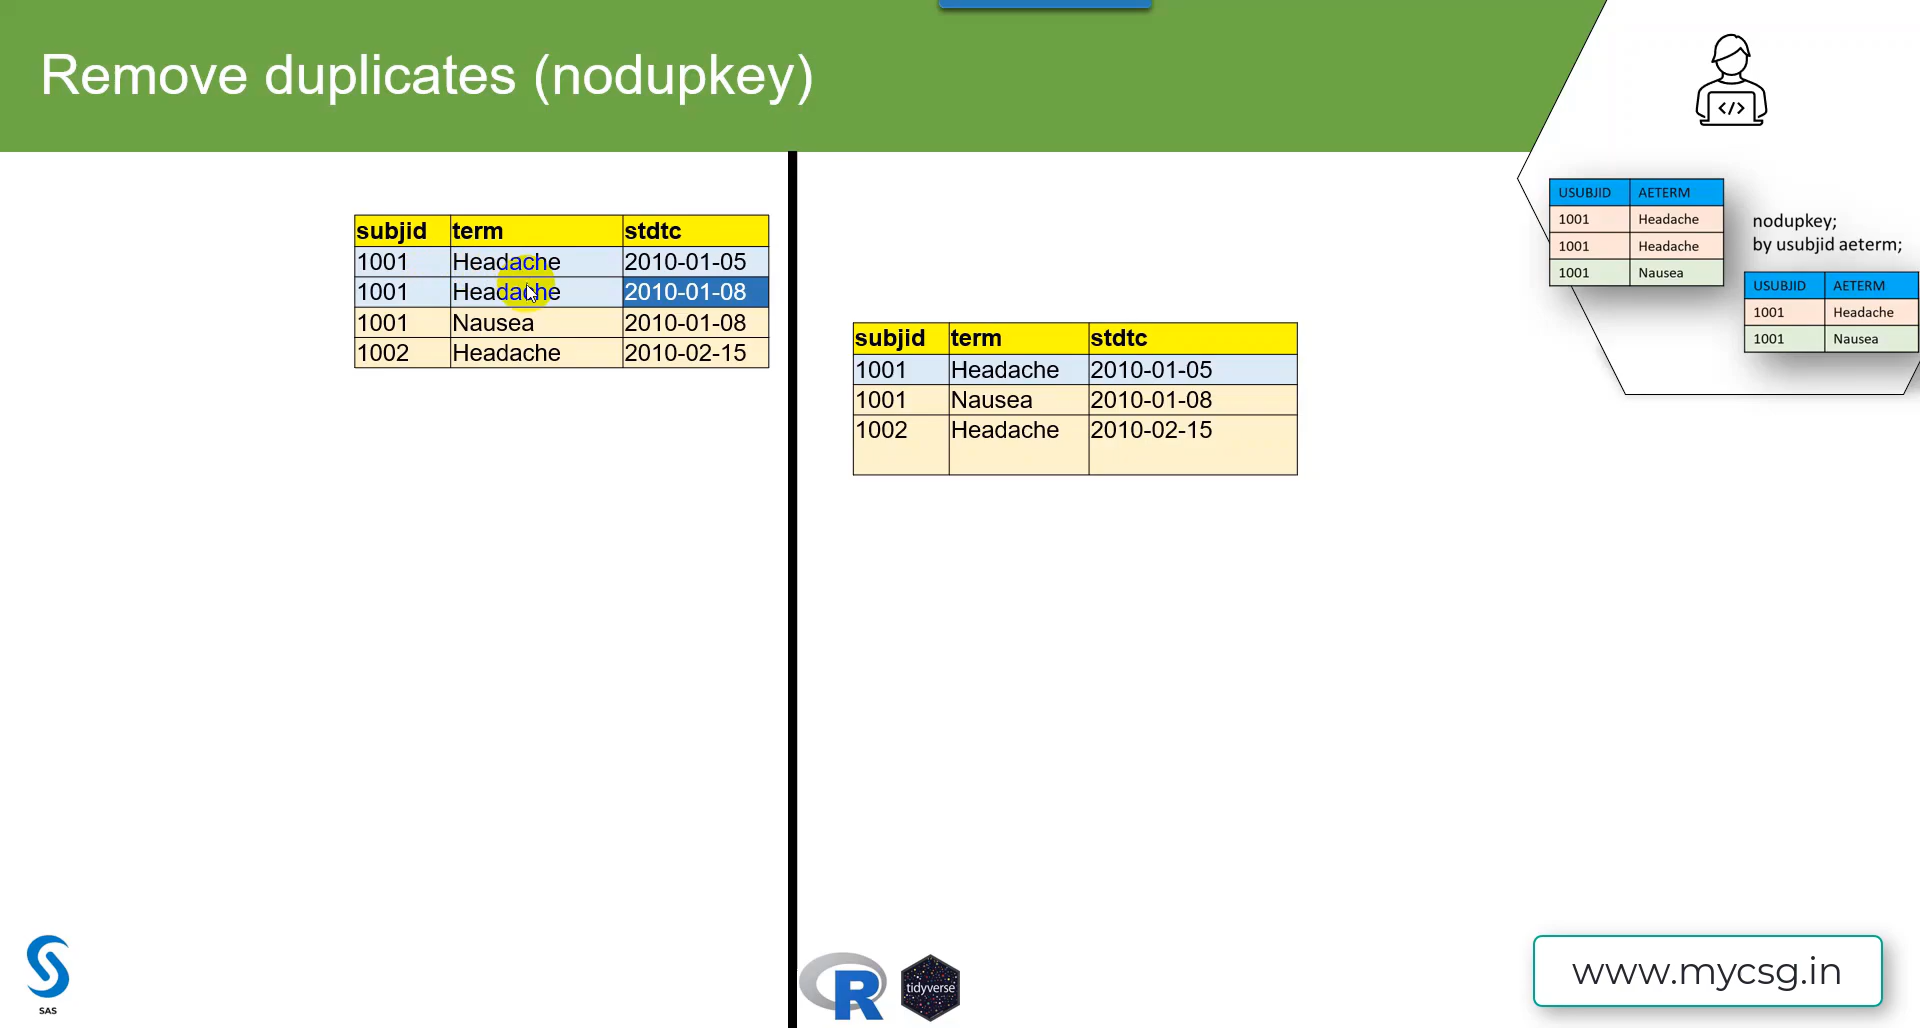 Remove duplicates (nodupkey)
</>
subjid term stdtc
1001 Headache 2010-01-05
1001 Headache 2010-01-08
1001 Nausea 2010-01-08
1002 Headache 2010-02-15
subjid term stdtc
1001 Headache 2010-01-05
1001 Nausea 2010-01-08
1002 Headache 2010-02-15
USUBJID AETERM
1001 Headache
1001 Headache
1001 Nausea
nodupkey;
by usubjid aeterm;
USUBJID AETERM
1001 Headache
1001 Nausea
SAS
R
tidyverse
www.mycsg.in